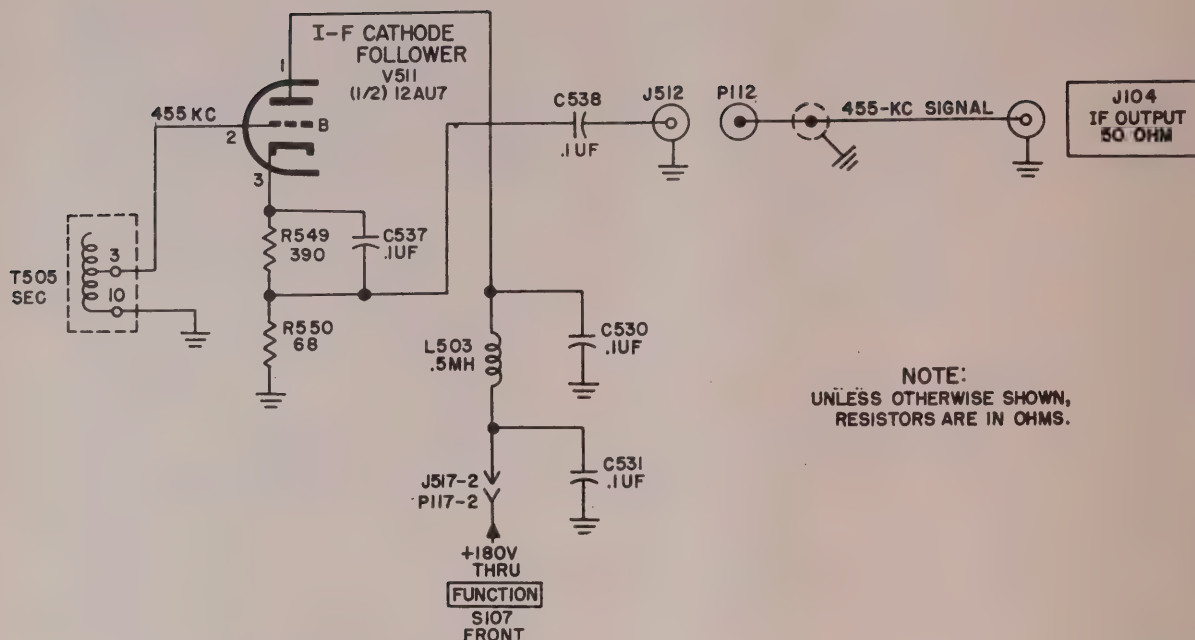 I-F CATHODE
FOLLOWER
V511
(1/2) 12AU7
1
455 KC
2
B
3
C538
.1UF
J512
P112
455-KC SIGNAL
J104
IF OUTPUT
50 OHM
T505
SEC
3
10
R549
390
C537
.1UF
R550
68
L503
.5MH
C530
.1UF
NOTE:
UNLESS OTHERWISE SHOWN,
RESISTORS ARE IN OHMS.
C531
.1UF
J517-2
P117-2
+180V
THRU
FUNCTION
S107
FRONT